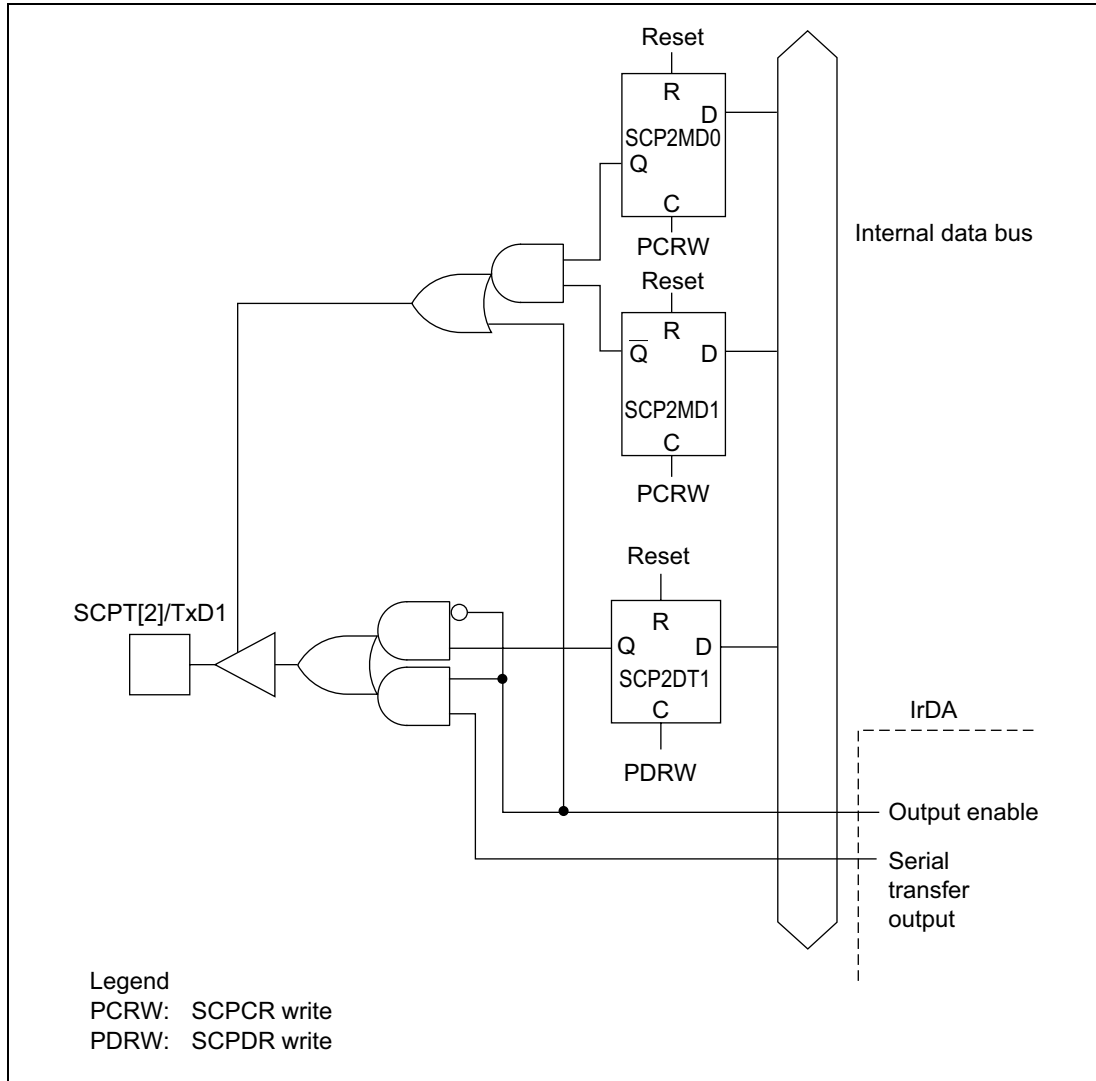 Reset
R
D
SCP2MD0
Q
C
PCRW
Internal data bus
Reset
R
Q D
SCP2MD1
C
PCRW
Reset
SCPT[2]/TxD1
R
Q D
SCP2DT1
C
IrDA
PDRW
Output enable
Serial
transfer
output
Legend
PCRW: SCPCR write
PDRW: SCPDR write